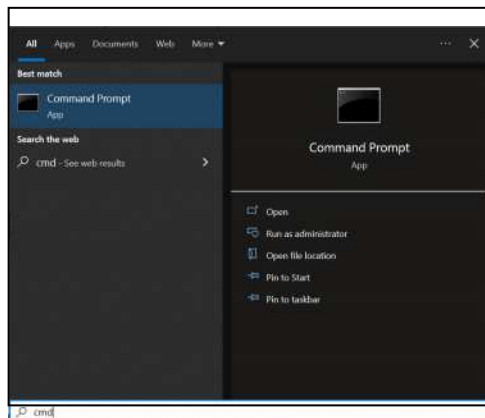 All Apps Documents Web More
Best match
Command Prompt
App
Search the web
cmd - See web results
Command Prompt
App
Open
Run as administrator
Open file location
Pin to Start
Pin to taskbar
cmd